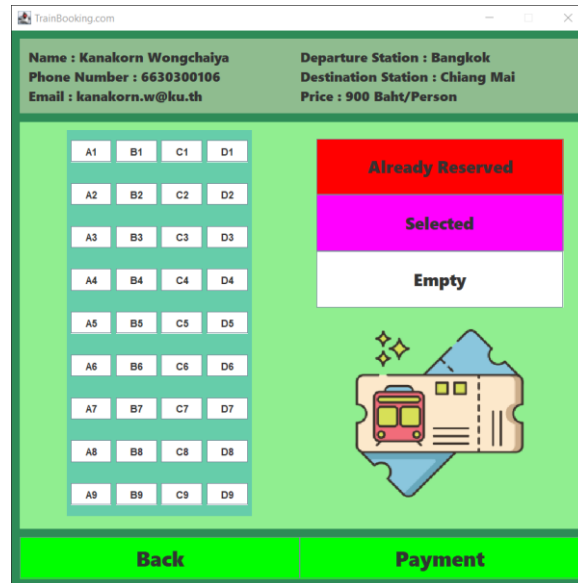 TrainBooking.com
Name : Kanakorn Wongchaiya
Phone Number : 6630300106
Email : kanakorn.w@ku.th
Departure Station : Bangkok
Destination Station : Chiang Mai
Price : 900 Baht/Person
A1 B1 C1 D1
A2 B2 C2 D2
A3 B3 C3 D3
A4 B4 C4 D4
A5 B5 C5 D5
A6 B6 C6 D6
A7 B7 C7 D7
A8 B8 C8 D8
A9 B9 C9 D9
Already Reserved
Selected
Empty
Back
Payment